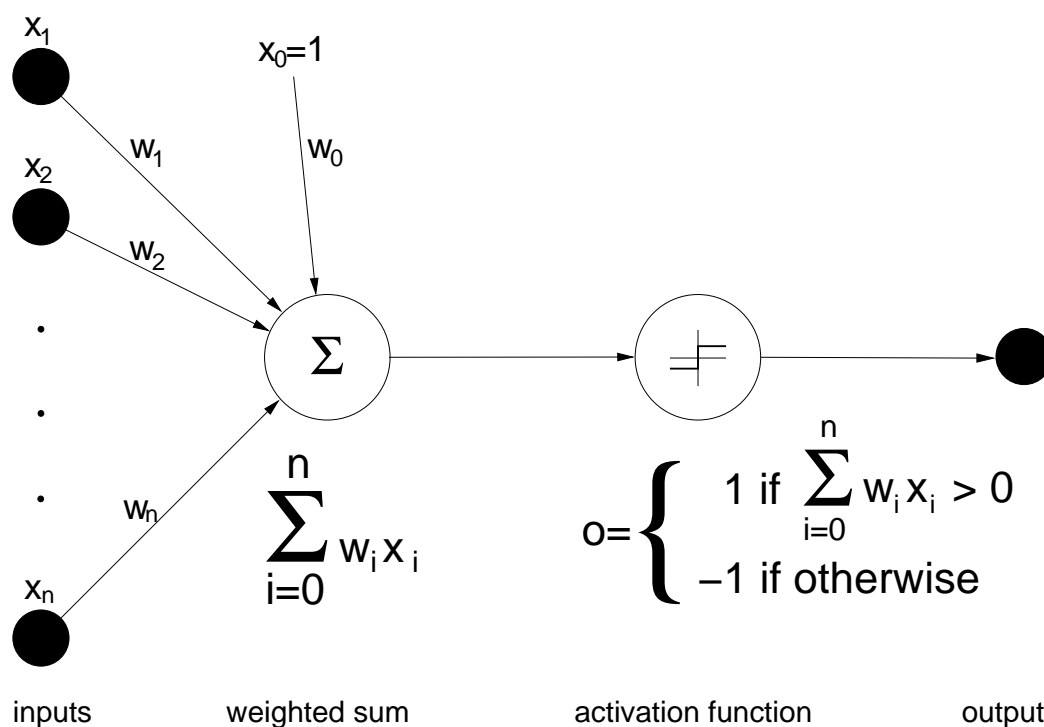 x₁
x₀=1
w₁
w₀
x₂
w₂
Σ
wₙ
n
Σ wᵢ xᵢ
i=0
n
o={ 1 if Σ wᵢ xᵢ > 0
i=0
–1 if otherwise
xₙ
inputs weighted sum activation function output